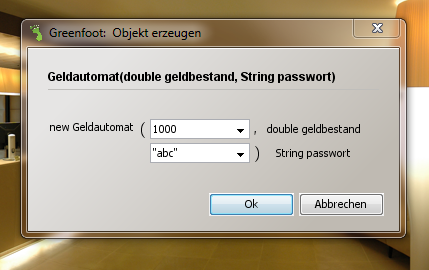 Greenfoot: Objekt erzeugen
Geldautomat(double geldbestand, String passwort)
new Geldautomat ( 1000 , double geldbestand
"abc" ) String passwort
Ok Abbrechen